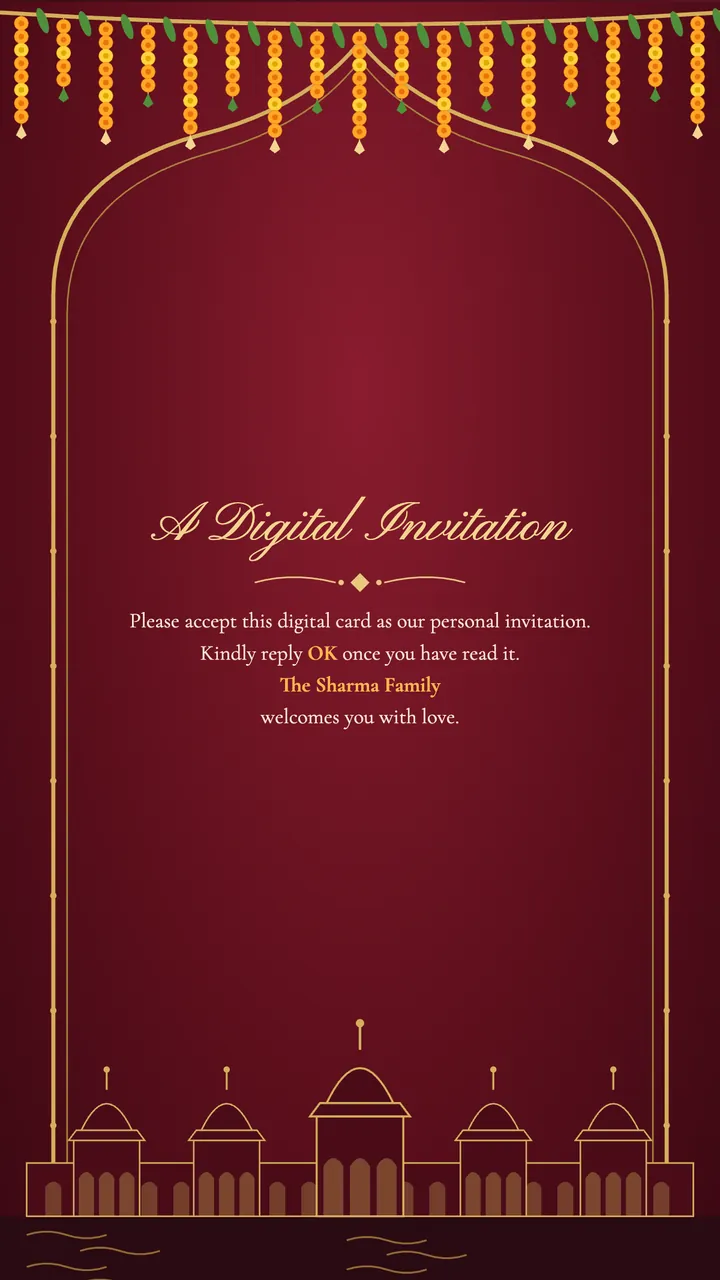 A Digital Invitation
Please accept this digital card as our personal invitation.
Kindly reply OK once you have read it.
The Sharma Family
welcomes you with love.